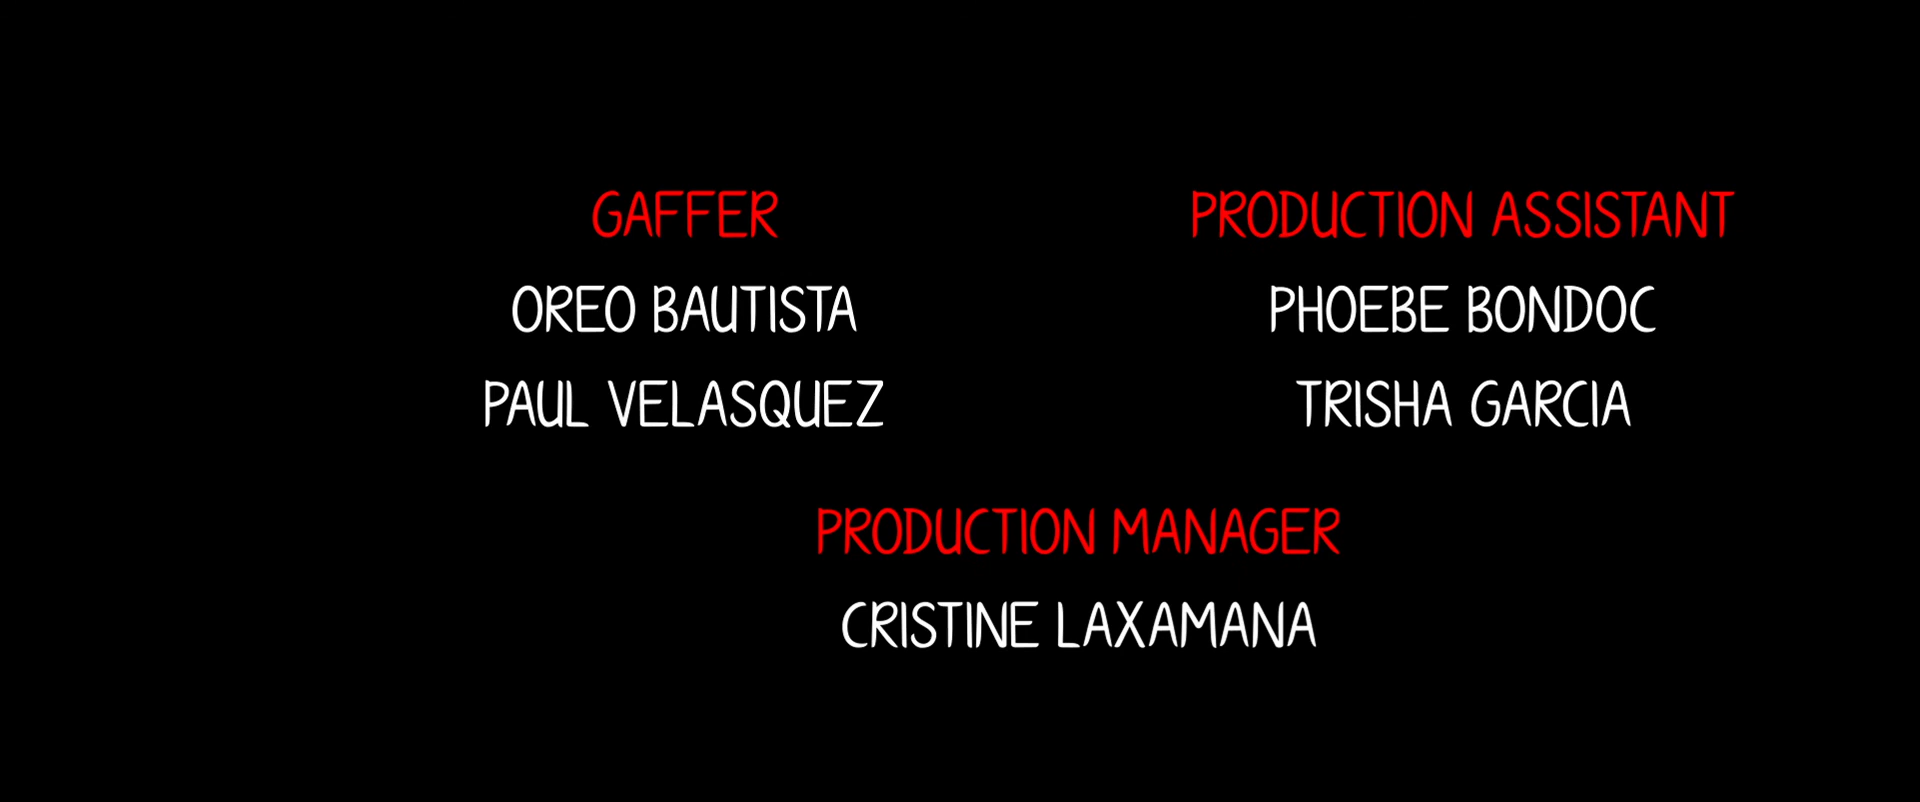 GAFFER
OREO BAUTISTA
PAUL VELASQUEZ
PRODUCTION ASSISTANT
PHOEBE BONDOC
TRISHA GARCIA
PRODUCTION MANAGER
CRISTINE LAXAMANA